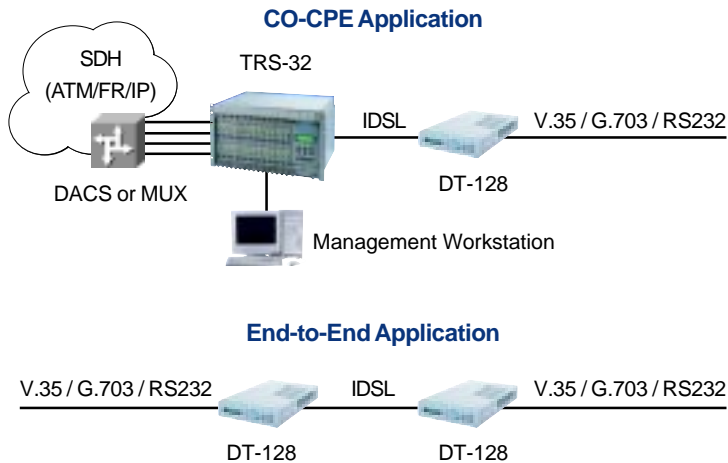 CO-CPE Application
SDH
(ATM/FR/IP)
TRS-32
IDSL
V.35 / G.703 / RS232
DT-128
DACS or MUX
Management Workstation
End-to-End Application
V.35 / G.703 / RS232
IDSL
V.35 / G.703 / RS232
DT-128
DT-128